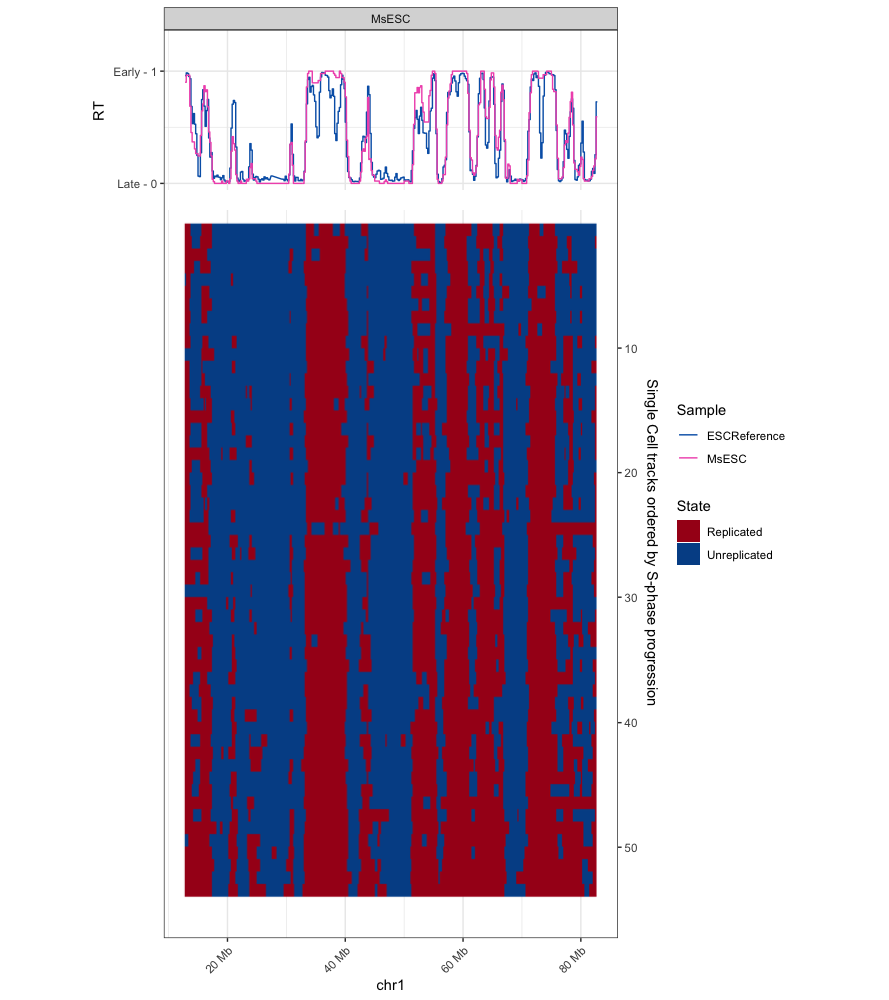 MsESC
Early - 1
RT
Late - 0
10
20
30
40
50
Single Cell tracks ordered by S-phase progression
Sample
ESCReference
MsESC
State
Replicated
Unreplicated
20 Mb
40 Mb
60 Mb
80 Mb
chr1